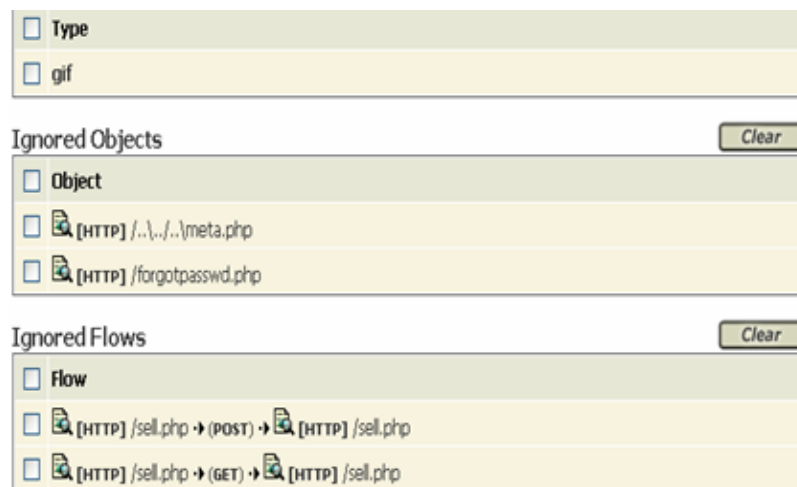 Type
gif
Ignored Objects Clear
Object
[HTTP] /..\../..\meta.php
[HTTP] /forgotpasswd.php
Ignored Flows Clear
Flow
[HTTP] /sell.php (POST) [HTTP] /sell.php
[HTTP] /sell.php (GET) [HTTP] /sell.php